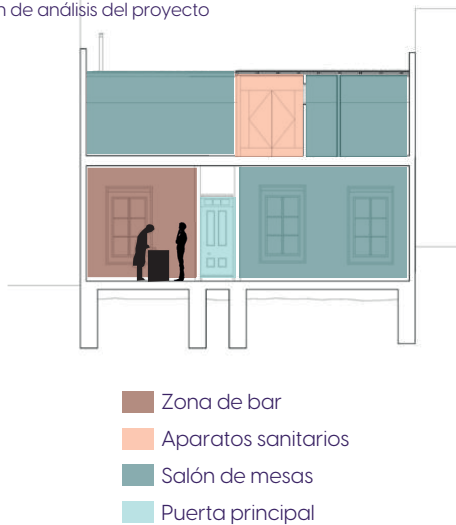 de análisis del proyecto
Zona de bar
Aparatos sanitarios
Salón de mesas
Puerta principal